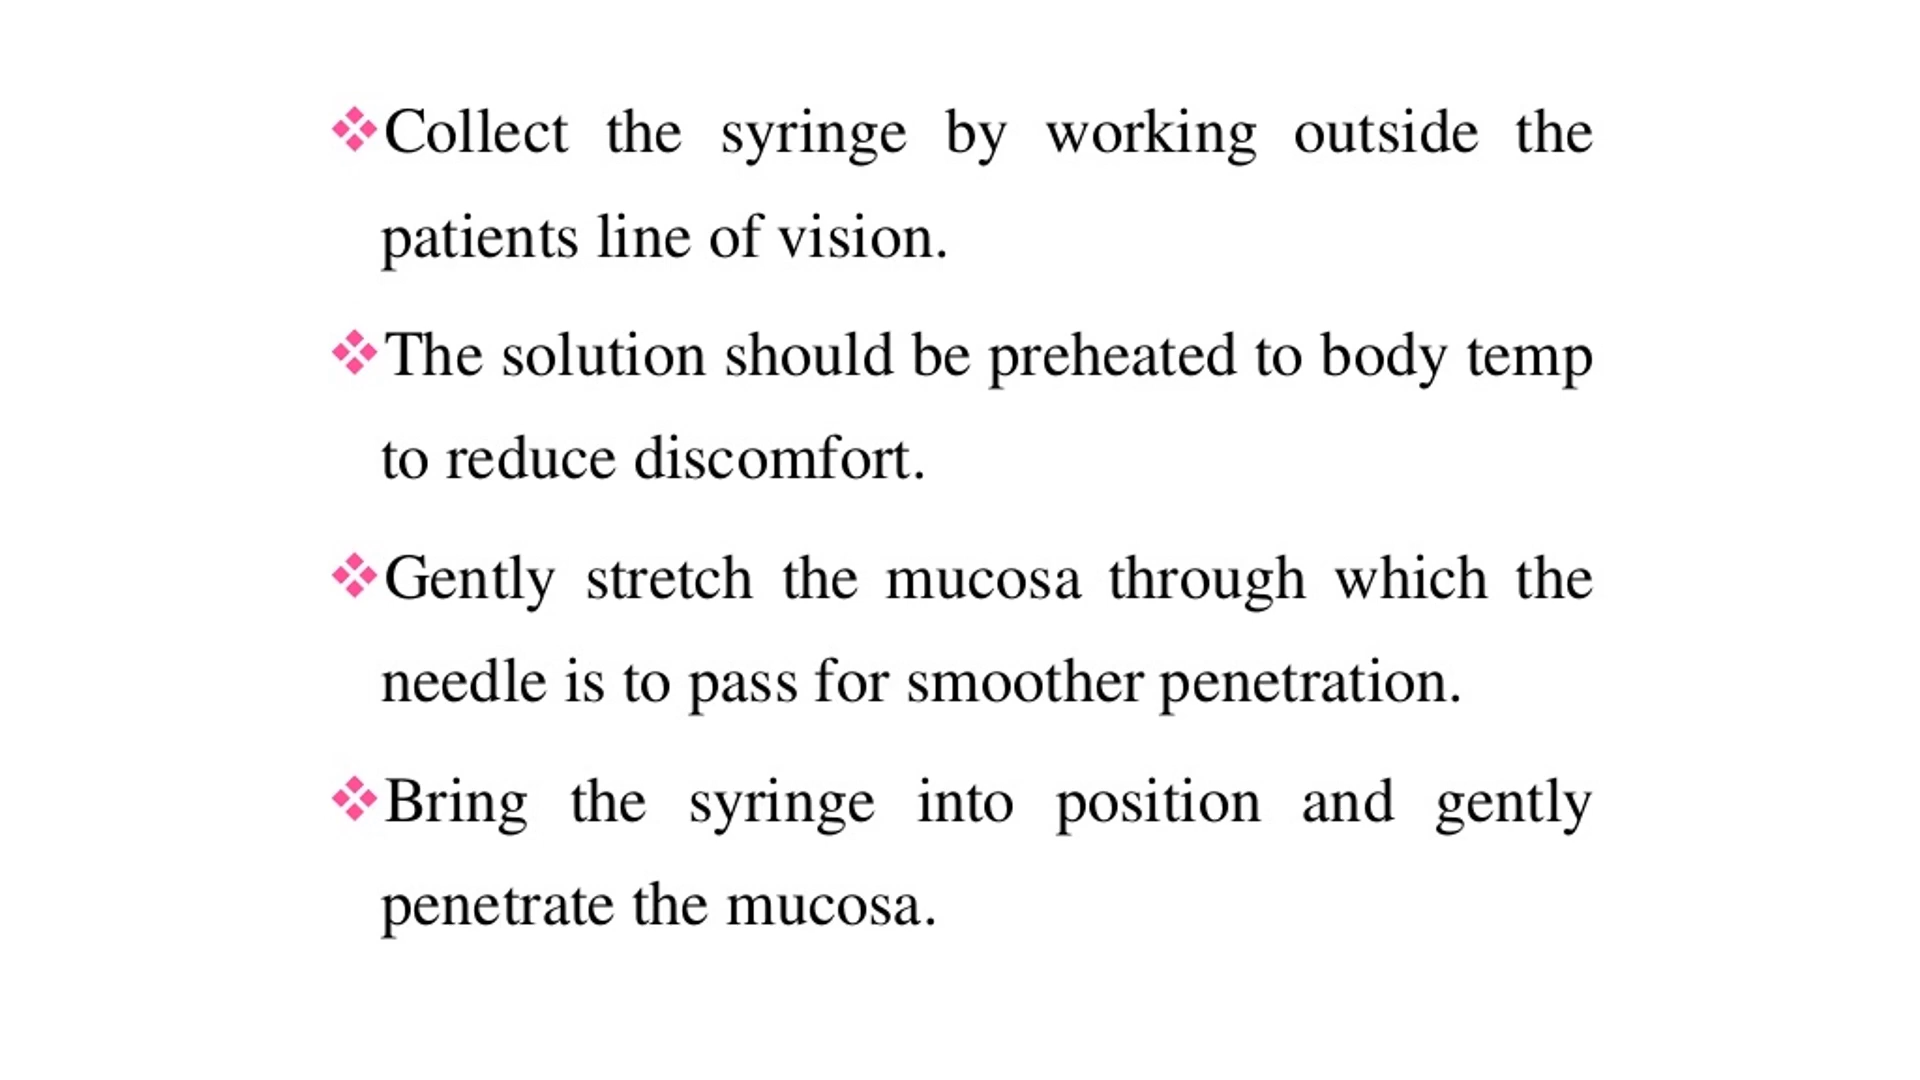 ❖Collect the syringe by working outside the
patients line of vision.
❖The solution should be preheated to body temp
to reduce discomfort.
❖Gently stretch the mucosa through which the
needle is to pass for smoother penetration.
❖Bring the syringe into position and gently
penetrate the mucosa.